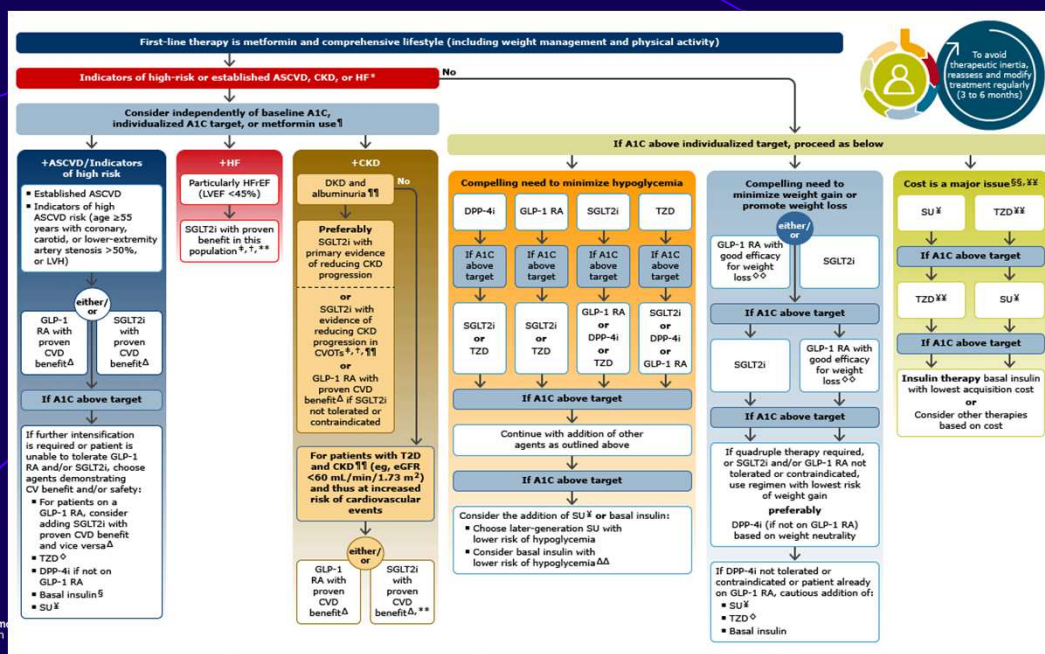 First-line therapy is metformin and comprehensive lifestyle (including weight management and physical activity)
To avoid
therapeutic inertia,
reassess and modify
treatment regularly
(3 to 6 months)
Indicators of high-risk or established ASCVD, CKD, or HF*
No
Consider independently of baseline A1C,
individualized A1C target, or metformin use¶
If A1C above individualized target, proceed as below
+ASCVD/Indicators
of high risk
▪ Established ASCVD
▪ Indicators of high
ASCVD risk (age ≥55
years with coronary,
carotid, or lower-extremity
artery stenosis >50%,
or LVH)
either/
or
GLP-1
RA with
proven
CVD
benefitΔ
SGLT2i
with
proven
CVD
benefitΔ
If A1C above target
If further intensification
is required or patient is
unable to tolerate GLP-1
RA and/or SGLT2i, choose
agents demonstrating
CV benefit and/or safety:
▪ For patients on a
GLP-1 RA, consider
adding SGLT2i with
proven CVD benefit
and vice versaΔ
▪ TZD◇
▪ DPP-4i if not on
GLP-1 RA
▪ Basal insulin§
▪ SU¥
+HF
Particularly HFrEF
(LVEF <45%)
SGLT2i with proven
benefit in this
population‡,†,**
+CKD
DKD and
albuminuria¶¶
No
Preferably
SGLT2i with
primary evidence
of reducing CKD
progression
or
SGLT2i with
evidence of
reducing CKD
progression in
CVOTs‡,†,¶¶
or
GLP-1 RA with
proven CVD
benefitΔ if SGLT2i
not tolerated or
contraindicated
For patients with T2D
and CKD¶¶ (eg, eGFR
<60 mL/min/1.73 m²)
and thus at increased
risk of cardiovascular
events
either/
or
GLP-1
RA with
proven
CVD
benefitΔ
SGLT2i
with
proven
CVD
benefitΔ,**
Compelling need to minimize hypoglycemia
DPP-4i
GLP-1 RA
SGLT2i
TZD
If A1C
above
target
If A1C
above
target
If A1C
above
target
If A1C
above
target
SGLT2i
or
TZD
SGLT2i
or
TZD
GLP-1 RA
or
DPP-4i
or
TZD
SGLT2i
or
DPP-4i
or
GLP-1 RA
If A1C above target
Continue with addition of other
agents as outlined above
If A1C above target
Consider the addition of SU¥ or basal insulin:
▪ Choose later-generation SU with
lower risk of hypoglycemia
▪ Consider basal insulin with
lower risk of hypoglycemiaΔΔ
Compelling need to
minimize weight gain or
promote weight loss
either/
or
GLP-1 RA with
good efficacy
for weight
loss◇◇
SGLT2i
If A1C above target
SGLT2i
GLP-1 RA with
good efficacy
for weight
loss◇◇
If A1C above target
If quadruple therapy required,
or SGLT2i and/or GLP-1 RA not
tolerated or contraindicated,
use regimen with lowest risk
of weight gain
preferably
DPP-4i (if not on GLP-1 RA)
based on weight neutrality
If DPP-4i not tolerated or
contraindicated or patient already
on GLP-1 RA, cautious addition of:
▪ SU¥
▪ TZD◇
▪ Basal insulin
Cost is a major issue§§,¥¥
SU¥
TZD¥¥
If A1C above target
TZD¥¥
SU¥
If A1C above target
Insulin therapy basal insulin
with lowest acquisition cost
or
Consider other therapies
based on cost